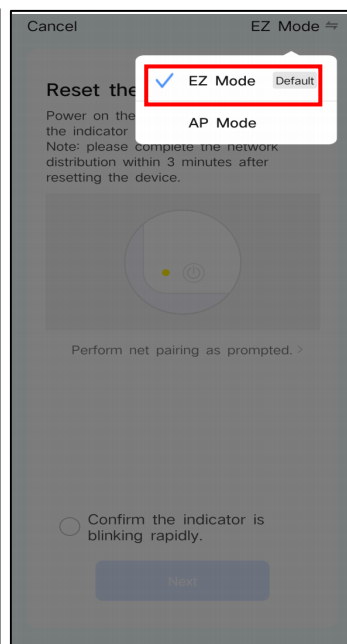 Cancel
EZ Mode
EZ Mode Default
AP Mode
Reset the
Power on the
the indicator
Note: please complete the network
distribution within 3 minutes after
resetting the device.
Perform net pairing as prompted. >
Confirm the indicator is
blinking rapidly.
Next